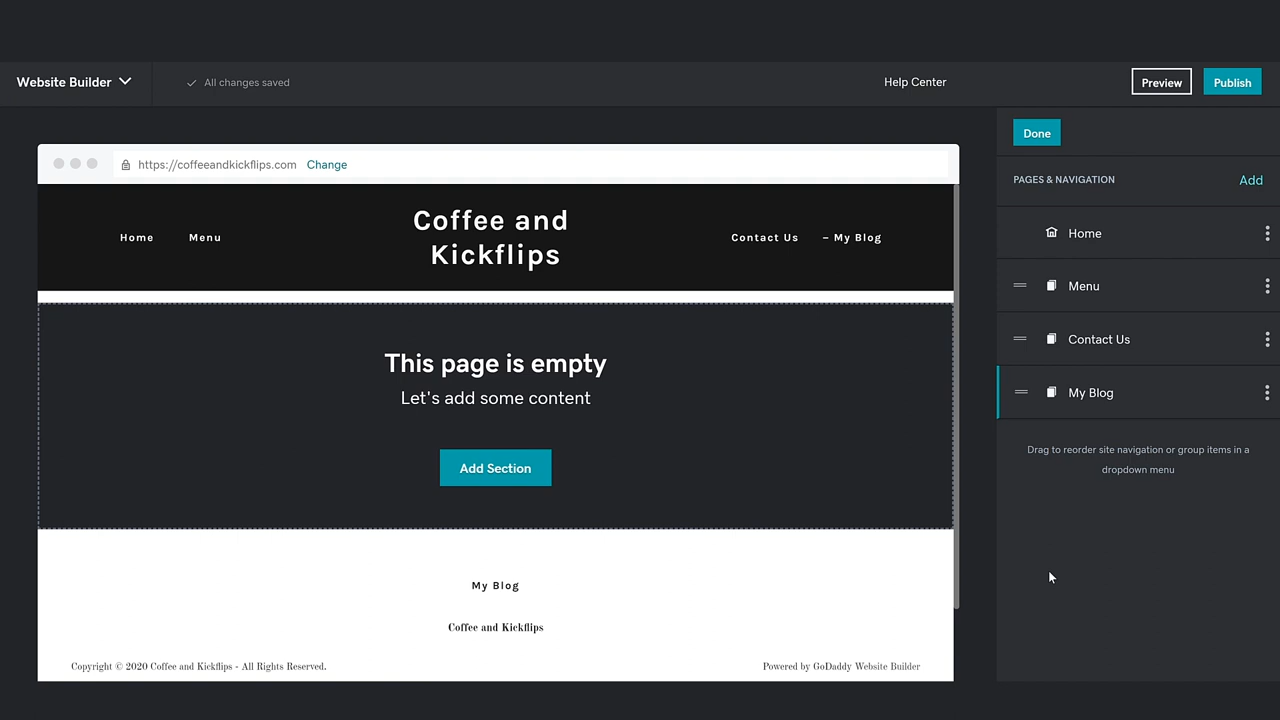 Website Builder
All changes saved
Help Center
Preview
Publish
Done
https://coffeeandkickflips.com Change
PAGES & NAVIGATION
Add
Home
Menu
Coffee and
Kickflips
Contact Us
– My Blog
Home
Menu
Contact Us
My Blog
Drag to reorder site navigation or group items in a
dropdown menu
This page is empty
Let's add some content
Add Section
My Blog
Coffee and Kickflips
Copyright © 2020 Coffee and Kickflips - All Rights Reserved.
Powered by GoDaddy Website Builder